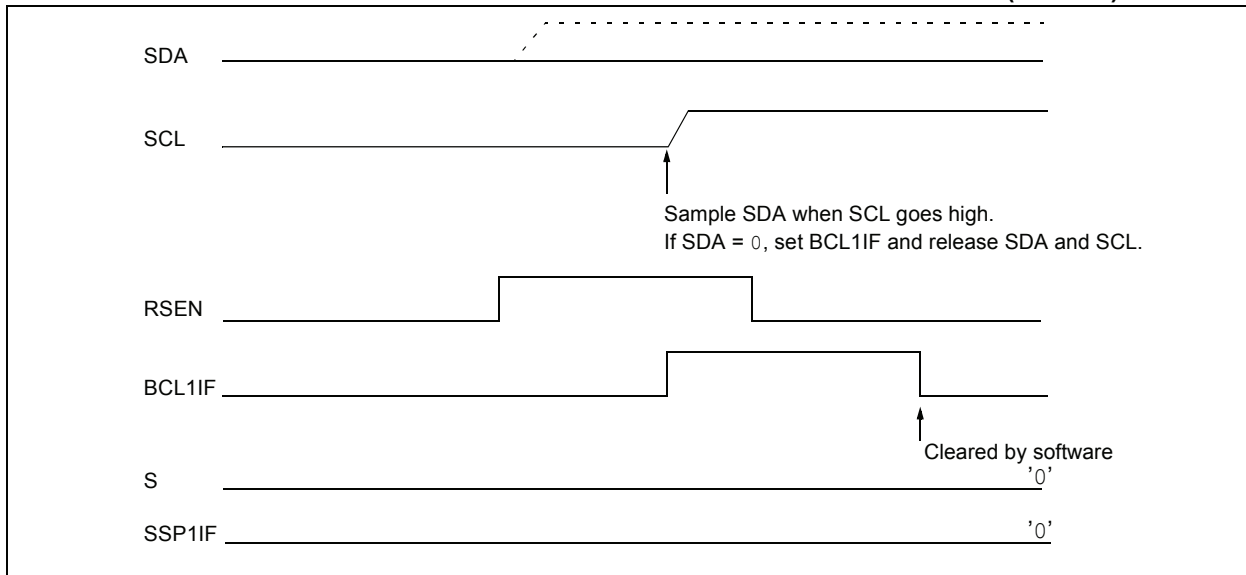 SDA
SCL
Sample SDA when SCL goes high.
If SDA = 0, set BCL1IF and release SDA and SCL.
RSEN
BCL1IF
Cleared by software
S
'0'
SSP1IF
'0'